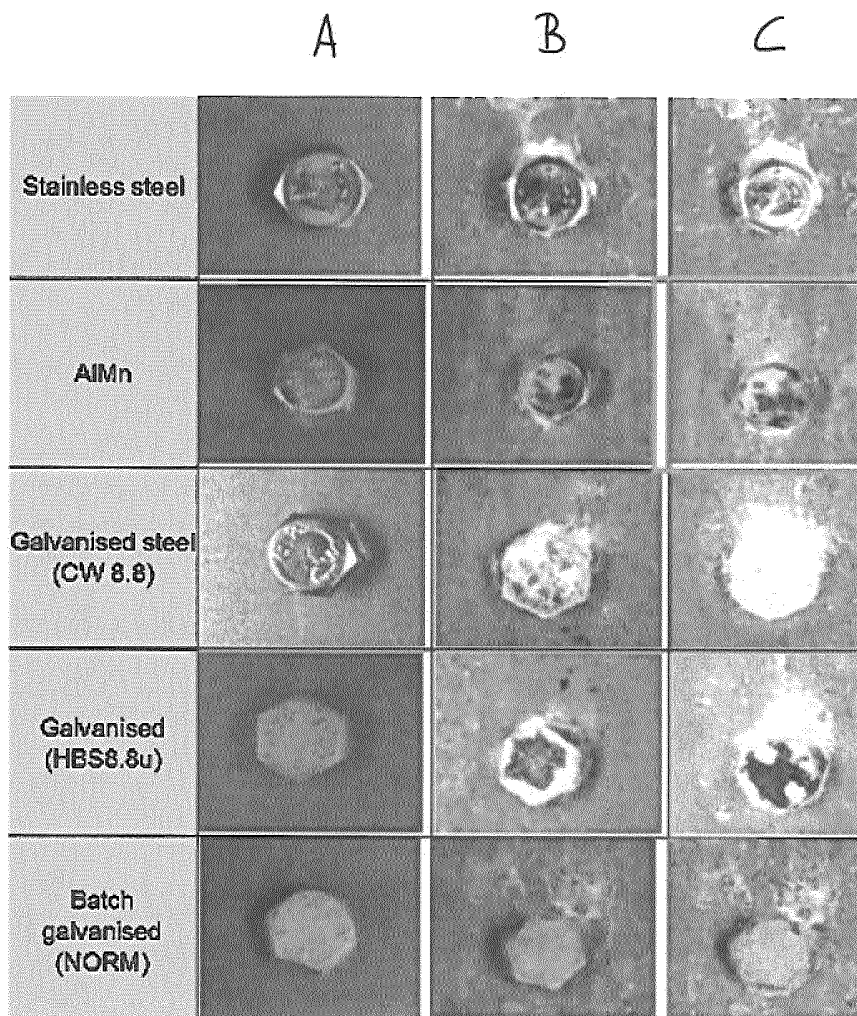 A B C
Stainless steel
AlMn
Galvanised steel
(CW 8.8)
Galvanised
(HBS8.8u)
Batch
galvanised
(NORM)